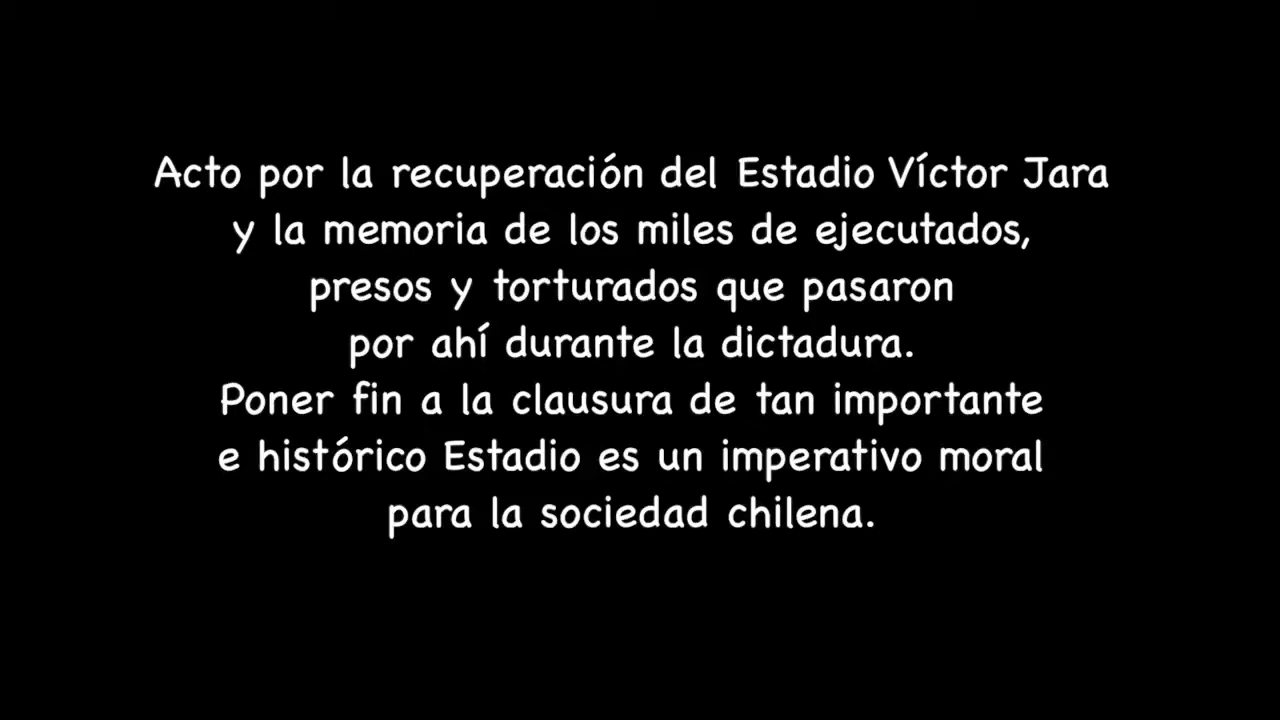 Acto por la recuperación del Estadio Víctor Jara
y la memoria de los miles de ejecutados,
presos y torturados que pasaron
por ahí durante la dictadura.
Poner fin a la clausura de tan importante
e histórico Estadio es un imperativo moral
para la sociedad chilena.